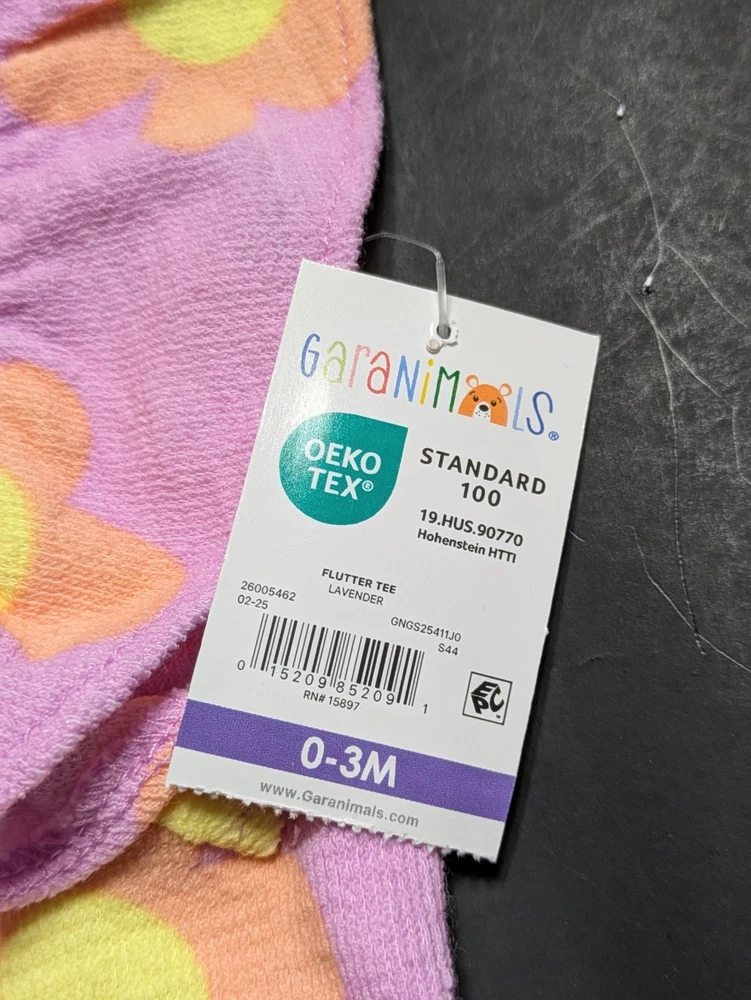 GaraNiMALS®
OEKO
TEX®
STANDARD
100
19.HUS.90770
Hohenstein HTTI
FLUTTER TEE
LAVENDER
26005462
02-25
GNGS25411J0
S44
0 15209 85209 1
RN# 15897
EPC™
0-3M
www.Garanimals.com